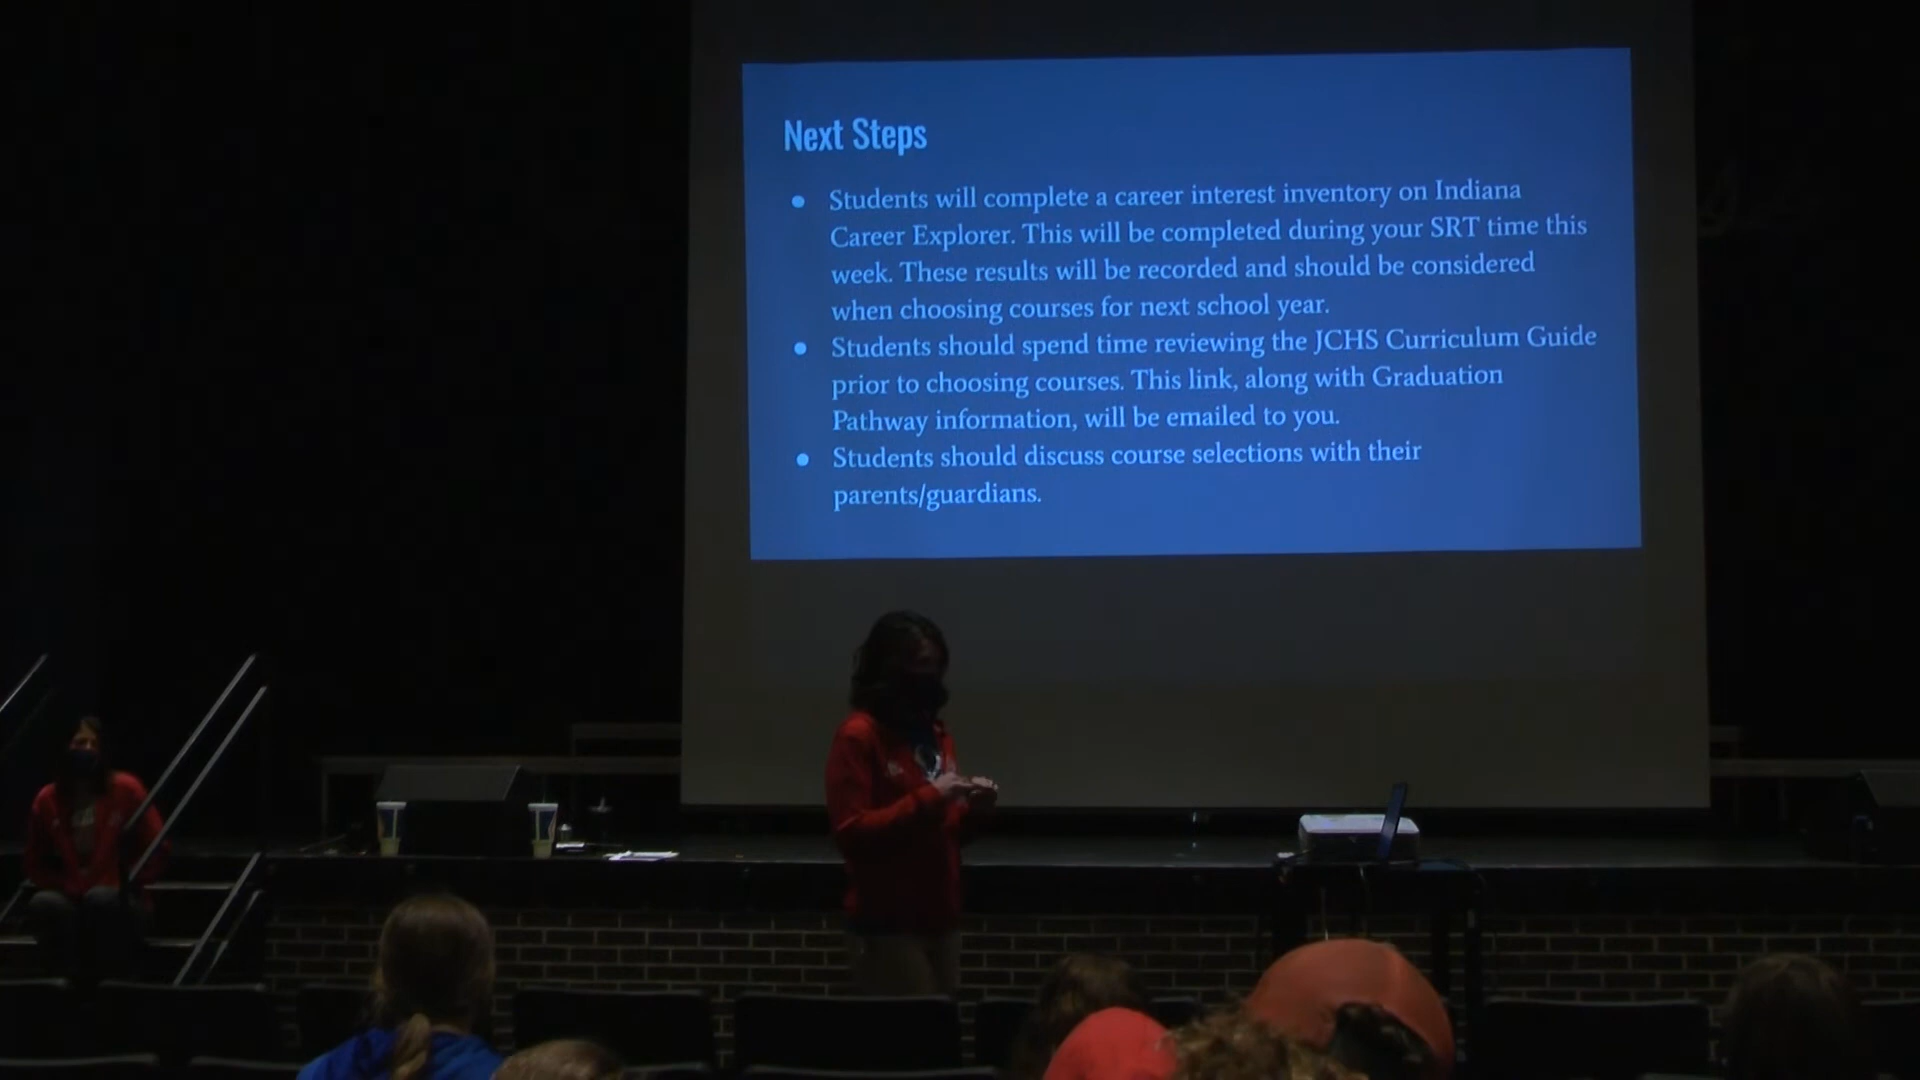 Next Steps
● Students will complete a career interest inventory on Indiana
Career Explorer. This will be completed during your SRT time this
week. These results will be recorded and should be considered
when choosing courses for next school year.
● Students should spend time reviewing the JCHS Curriculum Guide
prior to choosing courses. This link, along with Graduation
Pathway information, will be emailed to you.
● Students should discuss course selections with their
parents/guardians.